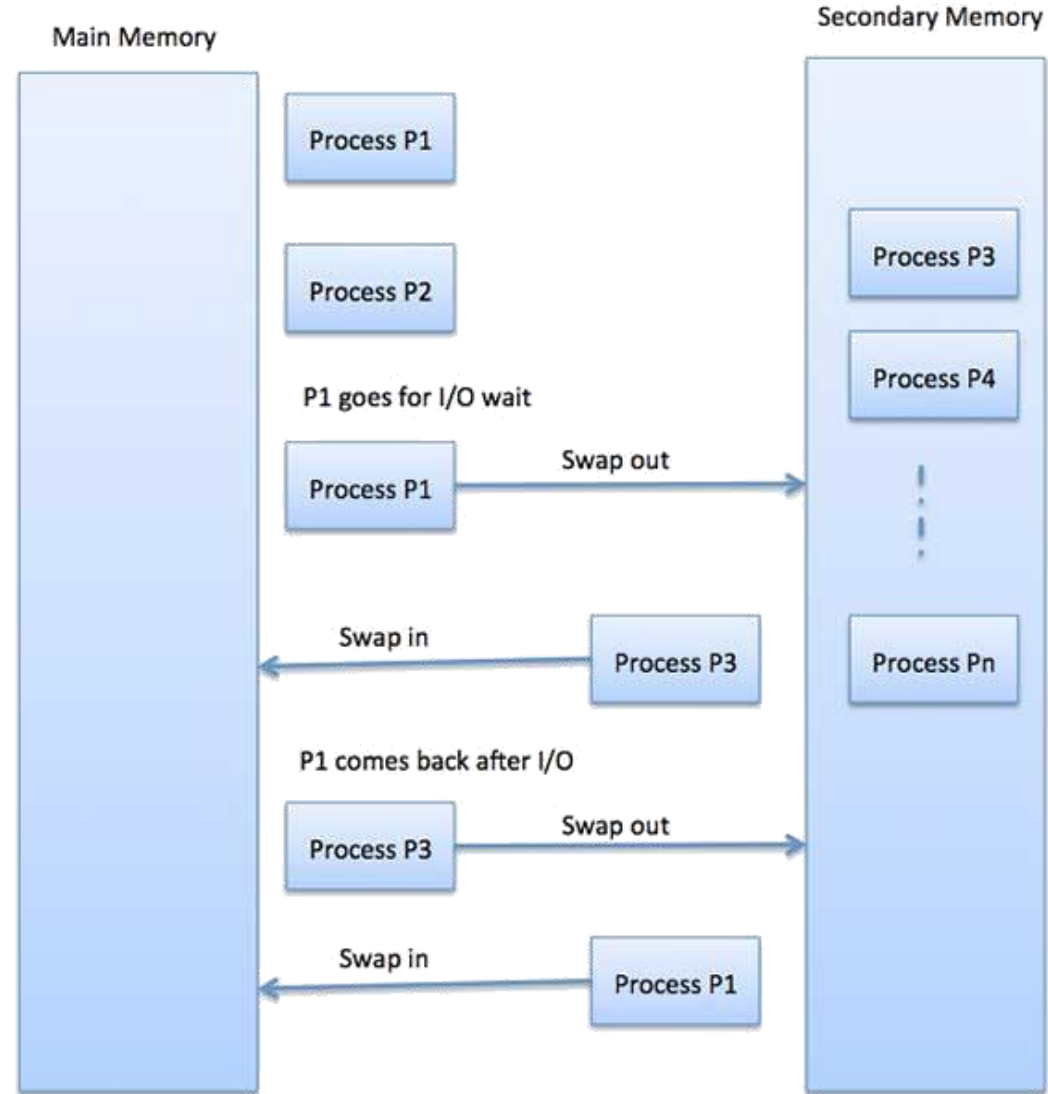 Main Memory
Secondary Memory
Process P1
Process P2
Process P3
Process P4
P1 goes for I/O wait
Process P1
Swap out
Swap in
Process P3
Process Pn
P1 comes back after I/O
Process P3
Swap out
Swap in
Process P1